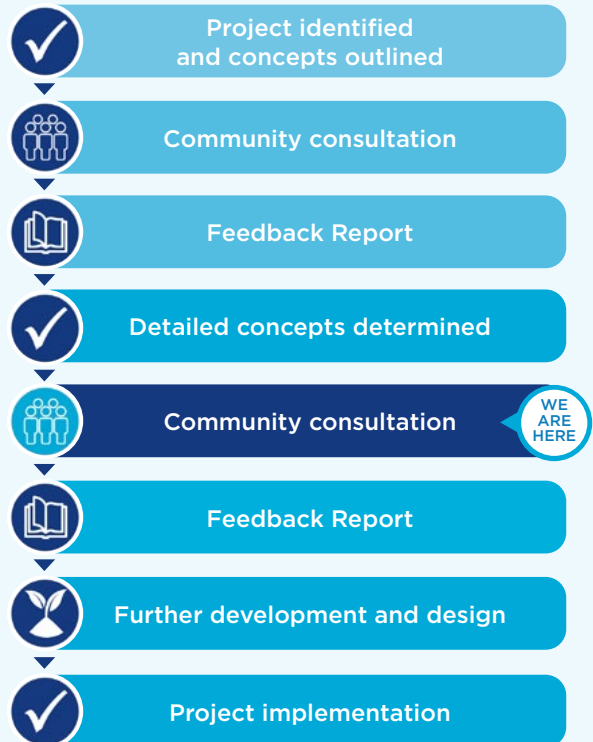 Project identified
and concepts outlined
Community consultation
Feedback Report
Detailed concepts determined
Community consultation
WE
ARE
HERE
Feedback Report
Further development and design
Project implementation